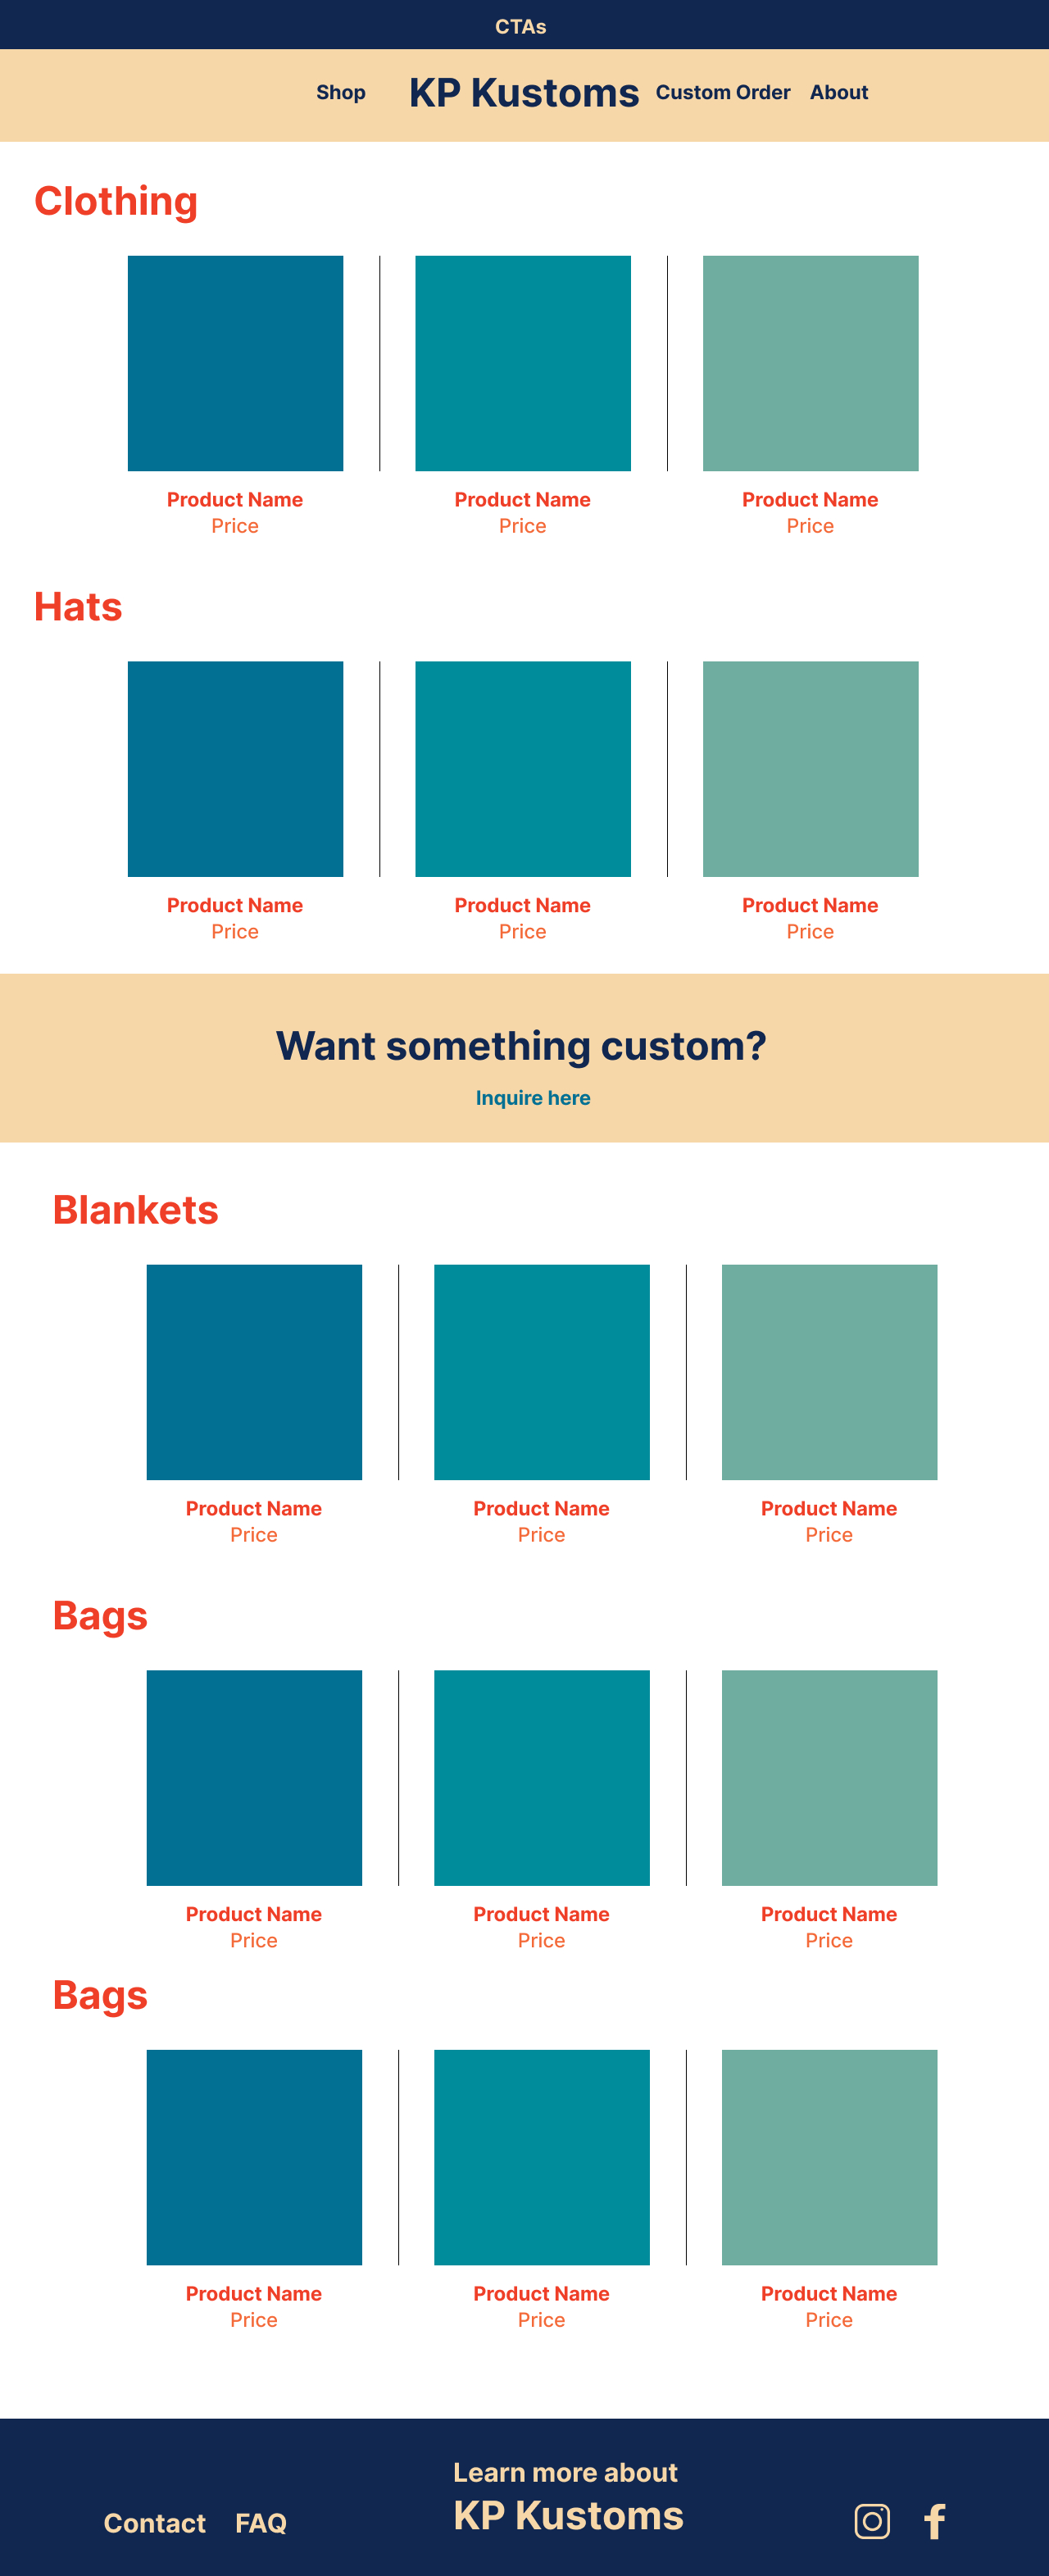 CTAs
Shop KP Kustoms Custom Order About
Clothing
Product Name Product Name Product Name
Price Price Price
Hats
Product Name Product Name Product Name
Price Price Price
Want something custom?
Inquire here
Blankets
Product Name Product Name Product Name
Price Price Price
Bags
Product Name Product Name Product Name
Price Price Price
Bags
Product Name Product Name Product Name
Price Price Price
Learn more about
KP Kustoms
Contact FAQ